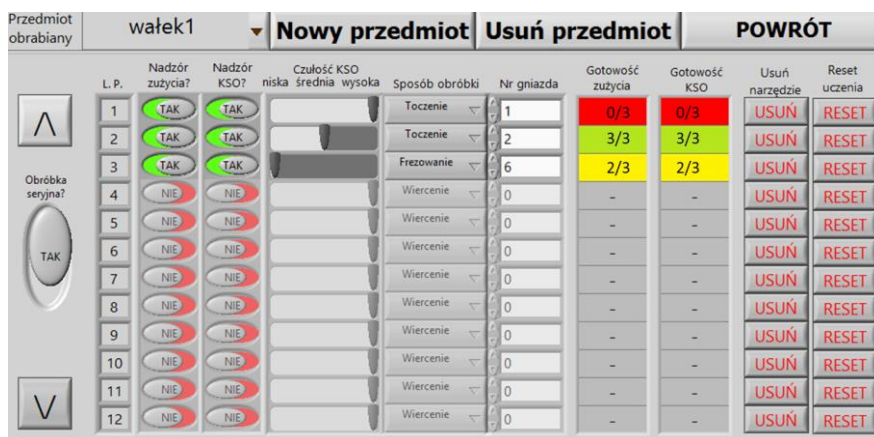 Przedmiot obrabiany wałek1 Nowy przedmiot Usuń przedmiot POWRÓT
L. P. Nadzór zużycia? Nadzór KSO? Czułość KSO niska średnia wysoka Sposób obróbki Nr gniazda Gotowość zużycia Gotowość KSO Usuń narzędzie Reset uczenia
1 TAK TAK Toczenie 1 0/3 0/3 USUŃ RESET
2 TAK TAK Toczenie 2 3/3 3/3 USUŃ RESET
3 TAK TAK Frezowanie 6 2/3 2/3 USUŃ RESET
Obróbka seryjna?
TAK
4 NIE NIE Wiercenie 0 - - USUŃ RESET
5 NIE NIE Wiercenie 0 - - USUŃ RESET
6 NIE NIE Wiercenie 0 - - USUŃ RESET
7 NIE NIE Wiercenie 0 - - USUŃ RESET
8 NIE NIE Wiercenie 0 - - USUŃ RESET
9 NIE NIE Wiercenie 0 - - USUŃ RESET
10 NIE NIE Wiercenie 0 - - USUŃ RESET
11 NIE NIE Wiercenie 0 - - USUŃ RESET
12 NIE NIE Wiercenie 0 - - USUŃ RESET